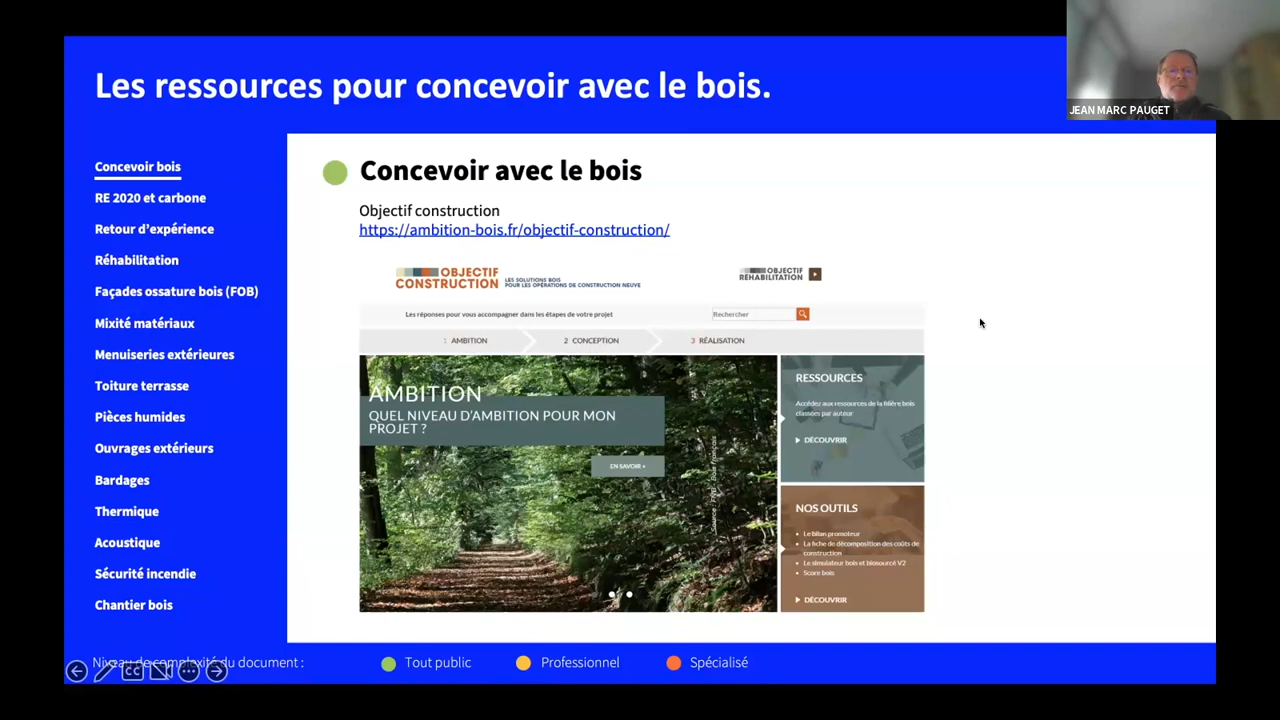 Les ressources pour concevoir avec le bois.
JEAN MARC PAUGET
Concevoir bois
RE 2020 et carbone
Retour d'expérience
Réhabilitation
Façades ossature bois (FOB)
Mixité matériaux
Menuiseries extérieures
Toiture terrasse
Pièces humides
Ouvrages extérieurs
Bardages
Thermique
Acoustique
Sécurité incendie
Chantier bois
Concevoir avec le bois
Objectif construction
https://ambition-bois.fr/objectif-construction/
OBJECTIF
CONSTRUCTION
LES SOLUTIONS BOIS
POUR LES OPÉRATIONS DE CONSTRUCTION NEUVE
OBJECTIF
REHABILITATION
Les réponses pour vous accompagner dans les étapes de votre projet
Rechercher
1 AMBITION
2 CONCEPTION
3 RÉALISATION
AMBITION
QUEL NIVEAU D'AMBITION POUR MON
PROJET ?
EN SAVOIR +
RESSOURCES
Accédez aux ressources de la filière bois
classées par auteur
DÉCOUVRIR
NOS OUTILS
Le bilan promoteur
La fiche de décomposition des coûts de
construction
Le simulateur bois et biosourcé V2
Score bois
DÉCOUVRIR
Niveau de complexité du document :
Tout public
Professionnel
Spécialisé
CC